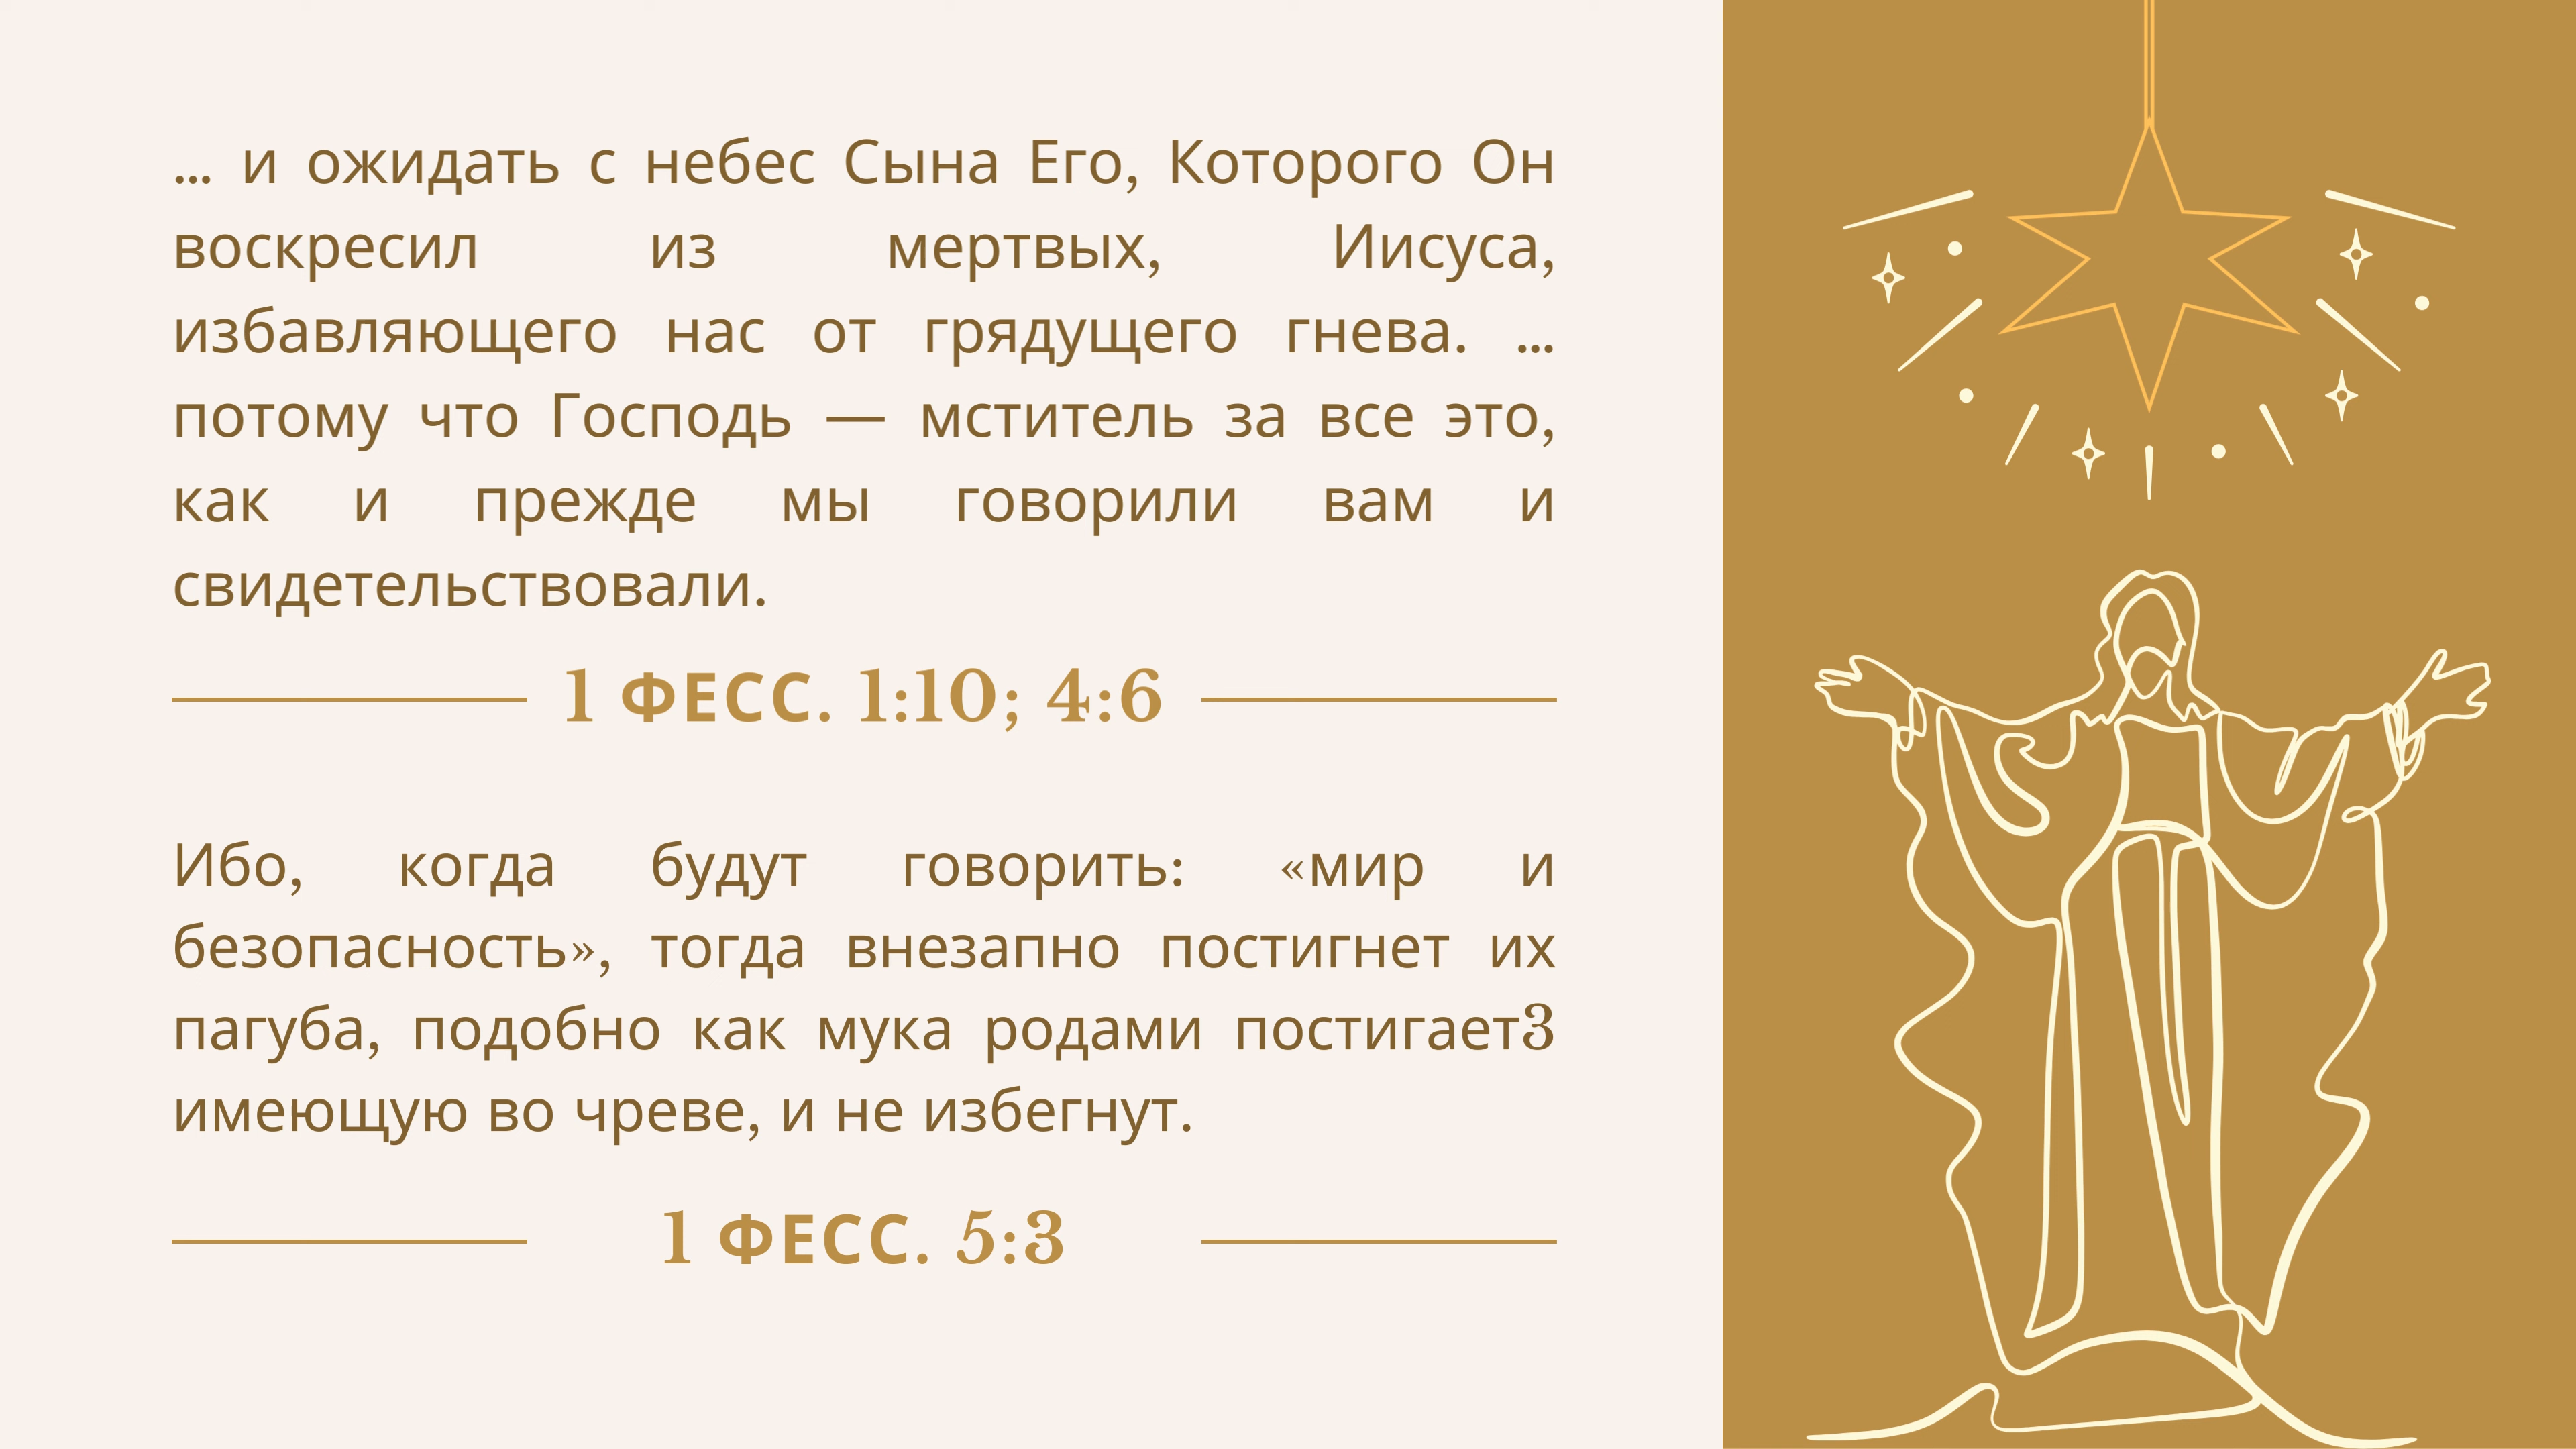 ... и ожидать с небес Сына Его, Которого Он
воскресил из мертвых, Иисуса,
избавляющего нас от грядущего гнева. ...
потому что Господь — мститель за все это,
как и прежде мы говорили вам и
свидетельствовали.
1 ФЕСС. 1:10; 4:6
Ибо, когда будут говорить: «мир и
безопасность», тогда внезапно постигнет их
пагуба, подобно как мука родами постигает3
имеющую во чреве, и не избегнут.
1 ФЕСС. 5:3